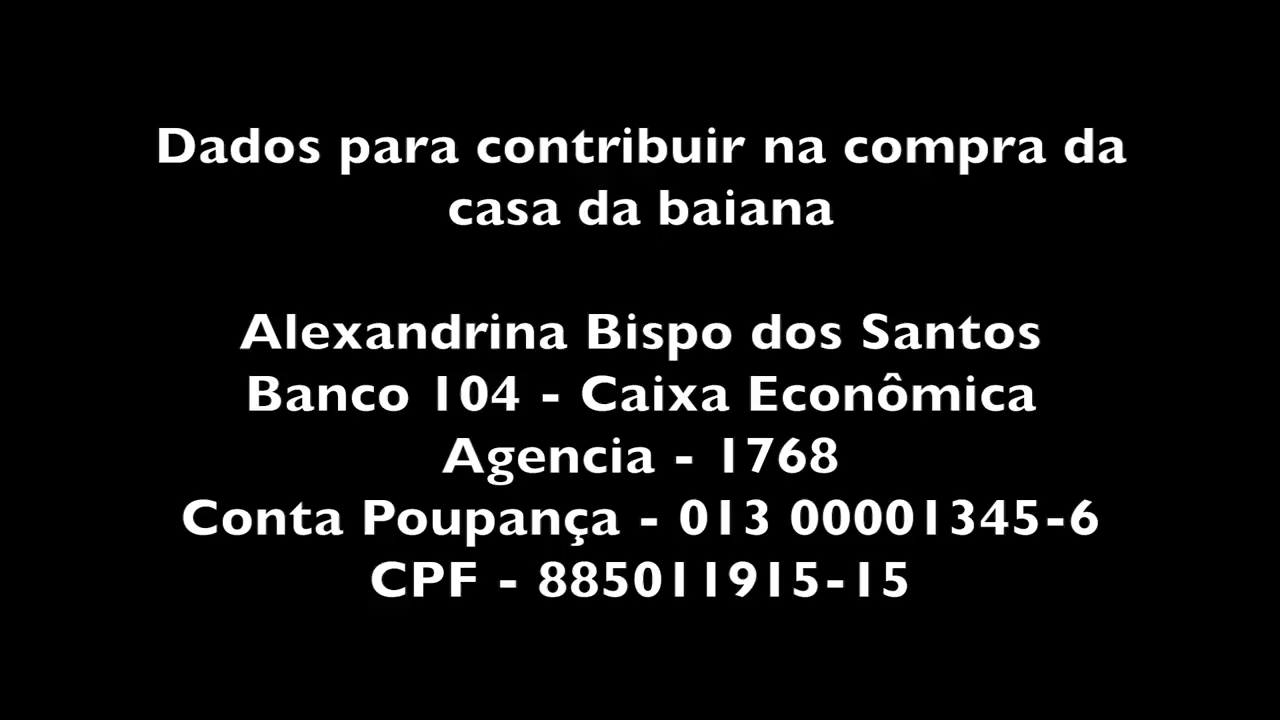 Dados para contribuir na compra da
casa da baiana
Alexandrina Bispo dos Santos
Banco 104 - Caixa Econômica
Agencia - 1768
Conta Poupança - 013 00001345-6
CPF - 885011915-15